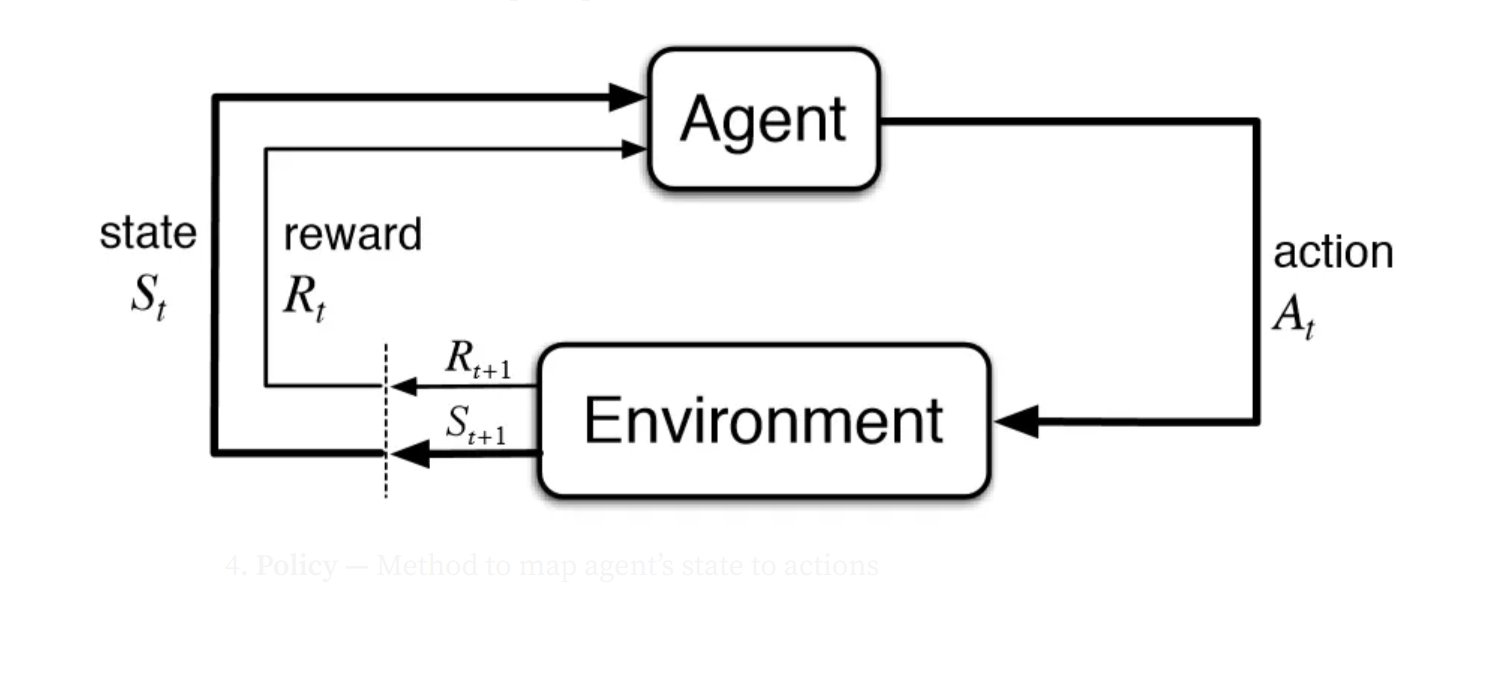 Agent
state
S_t
reward
R_t
action
A_t
R_{t+1}
S_{t+1}
Environment
4. Policy — Method to map agent’s state to actions